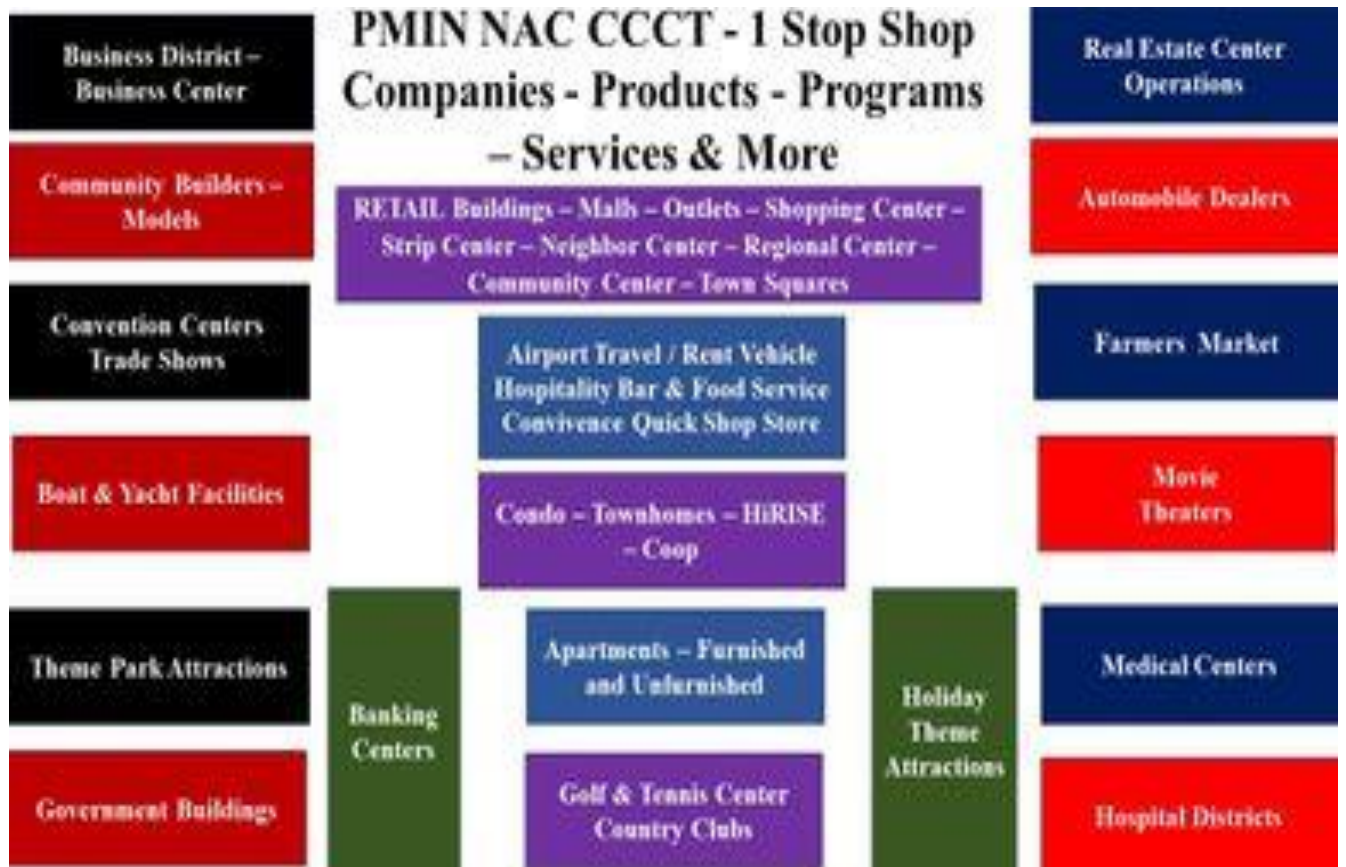 PMIN NAC CCCT - 1 Stop Shop
Companies - Products - Programs
– Services & More
Business District –
Business Center
Community Builders –
Models
Convention Centers
Trade Shows
Boat & Yacht Facilities
Theme Park Attractions
Government Buildings
RETAIL Buildings – Malls – Outlets – Shopping Center –
Strip Center – Neighbor Center – Regional Center –
Community Center – Town Squares
Airport Travel / Rent Vehicle
Hospitality Bar & Food Service
Convivence Quick Shop Store
Condo – Townhomes – HiRISE
– Coop
Banking
Centers
Apartments – Furnished
and Unfurnished
Golf & Tennis Center
Country Clubs
Holiday
Theme
Attractions
Real Estate Center
Operations
Automobile Dealers
Farmers Market
Movie
Theaters
Medical Centers
Hospital Districts